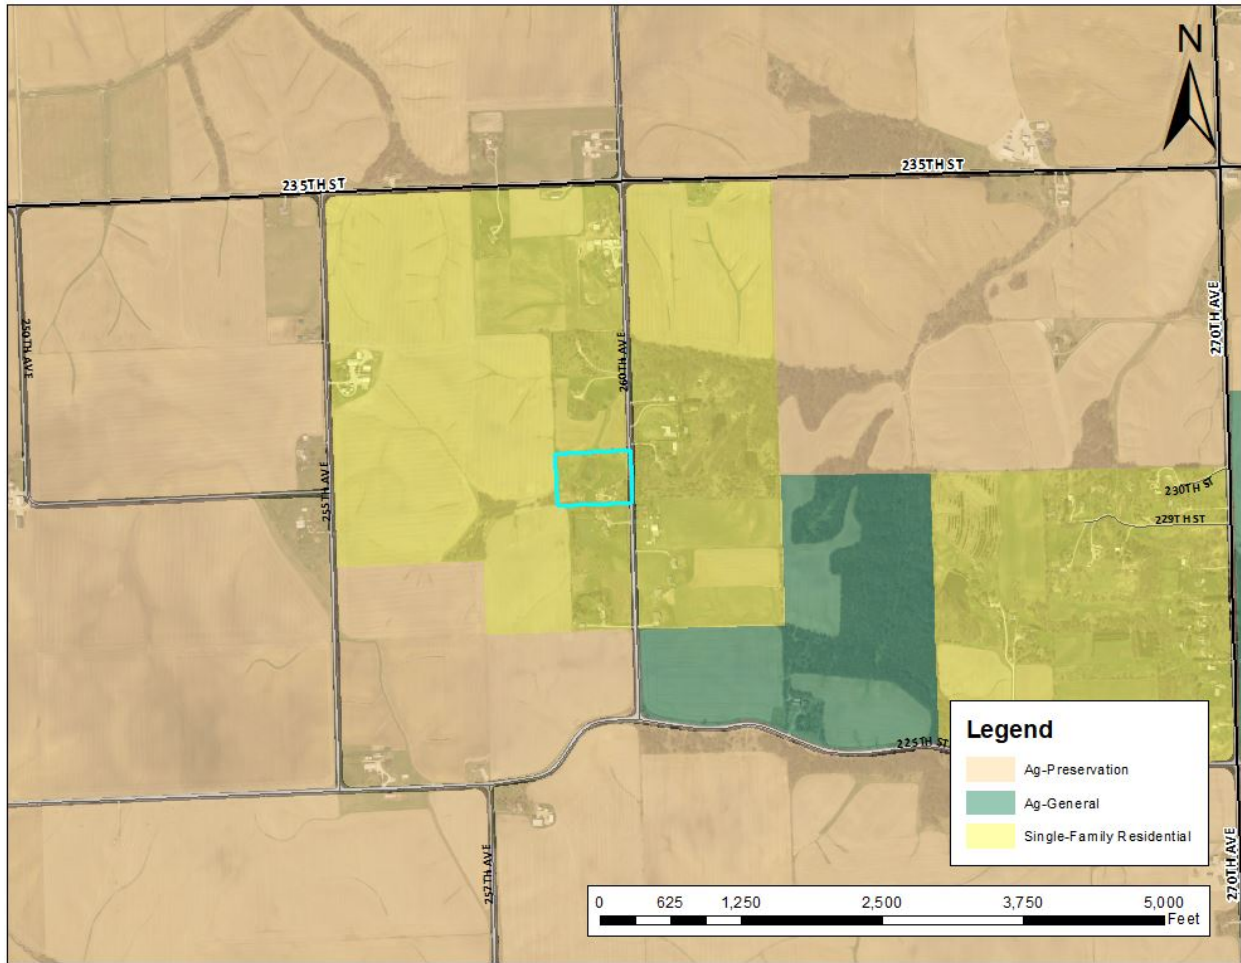 N
235TH ST
235TH ST
250TH AVE
260TH AVE
270TH AVE
255TH AVE
230TH ST
229TH ST
225TH ST
257TH AVE
270TH AVE
Legend
Ag-Preservation
Ag-General
Single-Family Residential
0 625 1,250 2,500 3,750 5,000
Feet